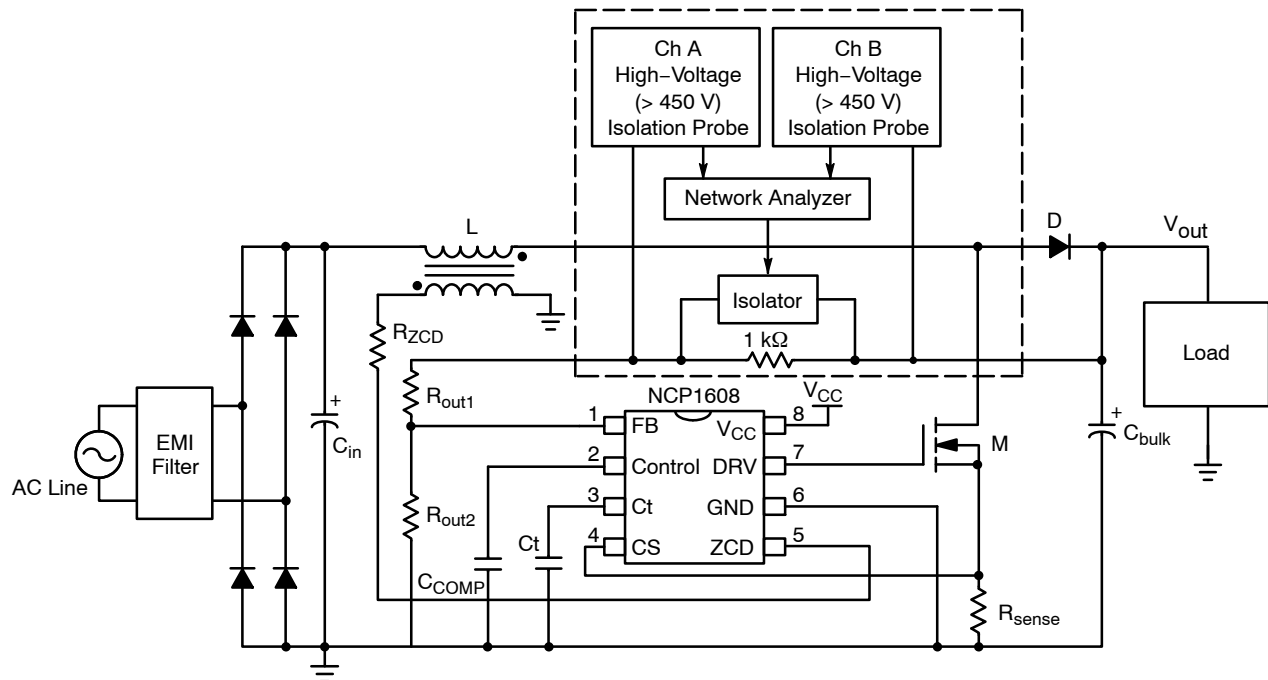 Ch A
High−Voltage
(> 450 V)
Isolation Probe
Ch B
High−Voltage
(> 450 V)
Isolation Probe
Network Analyzer
L
D
Vout
Isolator
RZCD
1 kΩ
Load
Rout1
NCP1608
VCC
1
FB
VCC
8
+
Cin
EMI
Filter
AC Line
2
Control
DRV
7
M
+
Cbulk
3
Ct
GND
6
Rout2
4
CS
ZCD
5
Ct
CCOMP
Rsense